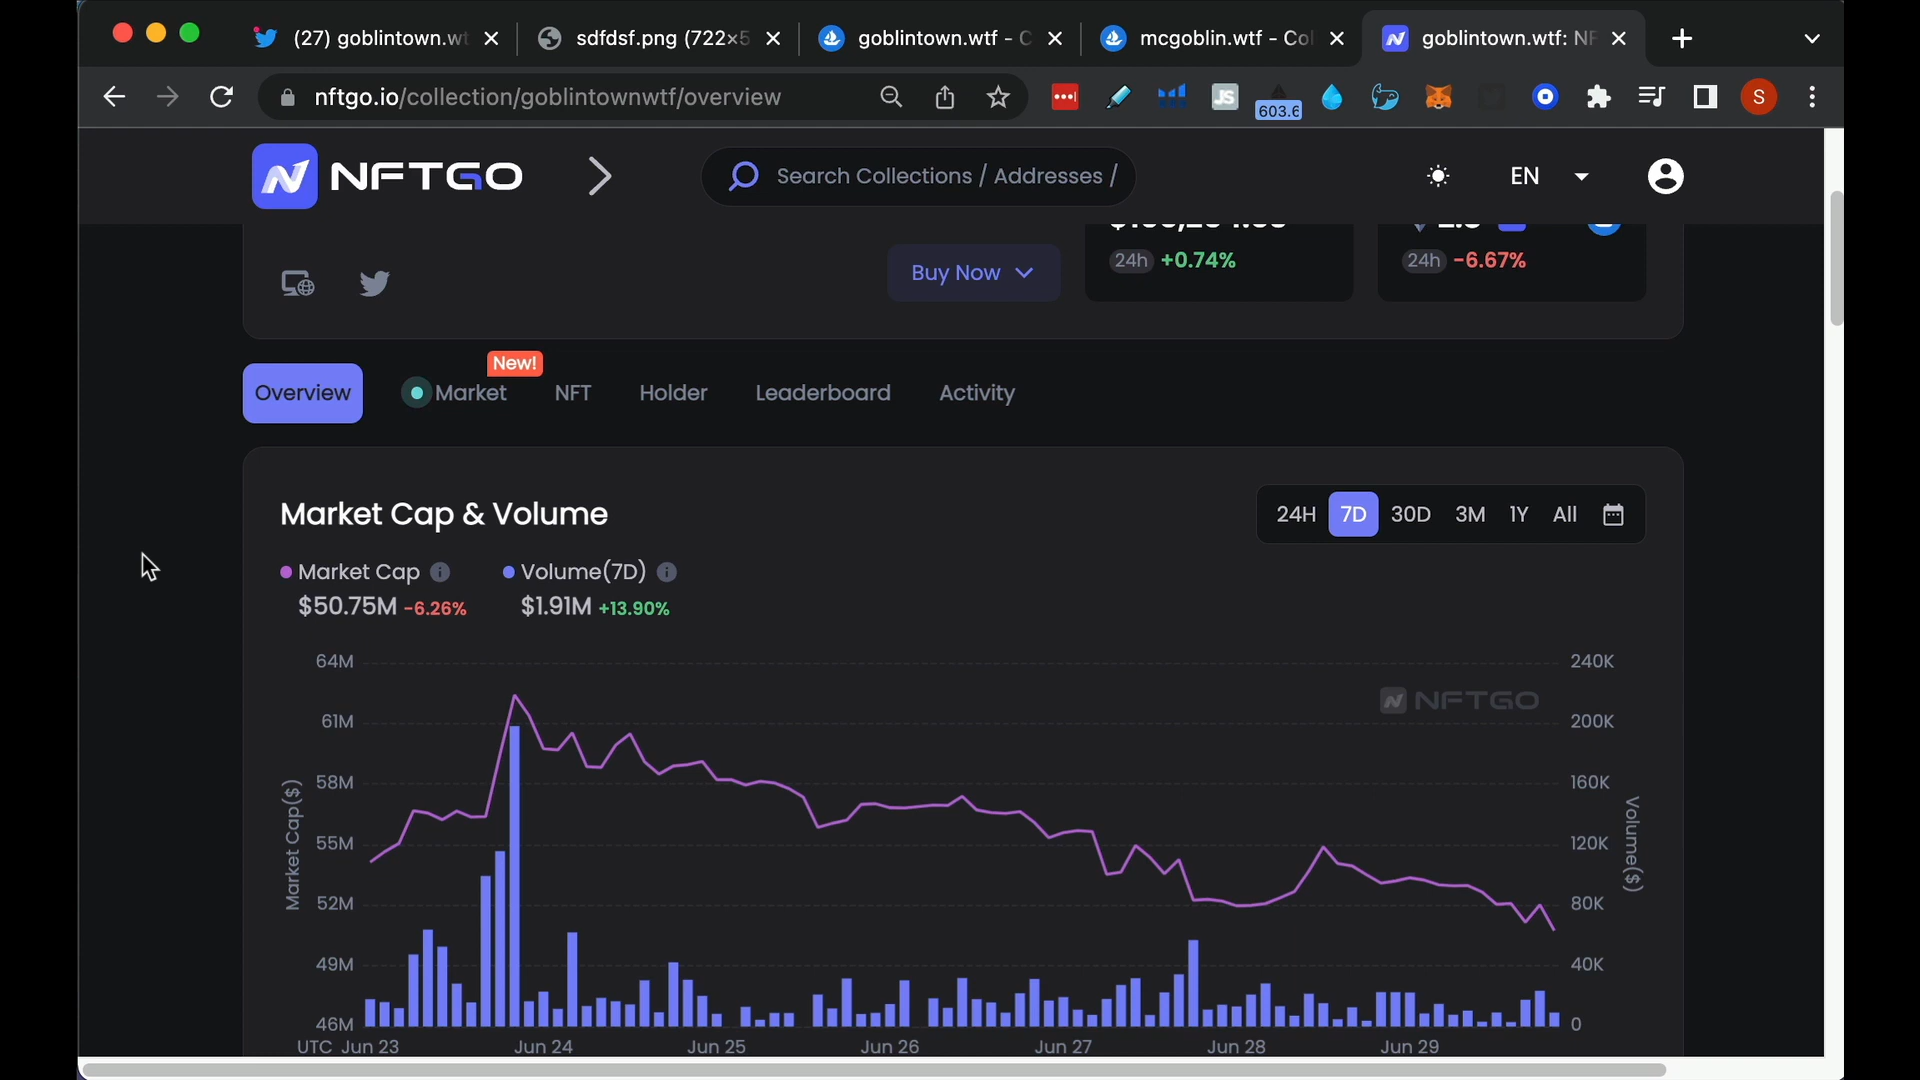 (27) goblintown.wt
sdfdsf.png (722×5
goblintown.wtf - C
mcgoblin.wtf - Col
goblintown.wtf: NF
nftgo.io/collection/goblintownwtf/overview
JS
603.6
S
NFTGO
Search Collections / Addresses /
EN
24h +0.74%
24h -6.67%
Buy Now
New!
Overview
Market
NFT
Holder
Leaderboard
Activity
Market Cap & Volume
24H 7D 30D 3M 1Y All
Market Cap
Volume(7D)
$50.75M -6.26%
$1.91M +13.90%
64M
240K
NFTGO
61M
200K
58M
160K
Market Cap($)
Volume($)
55M
120K
52M
80K
49M
40K
46M
0
UTC Jun 23 Jun 24 Jun 25 Jun 26 Jun 27 Jun 28 Jun 29